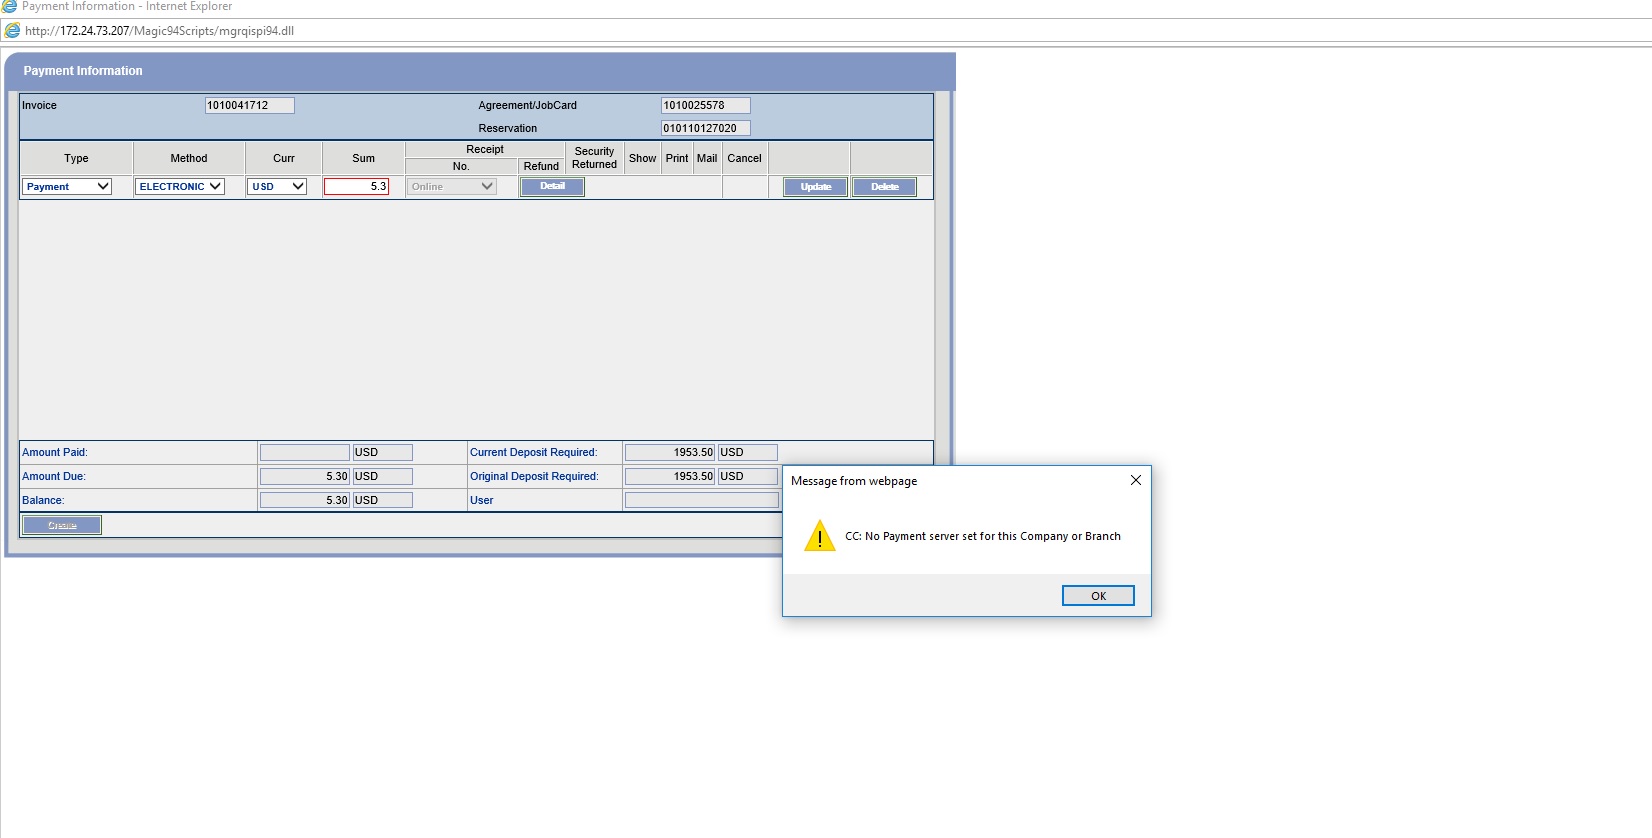 Payment Information - Internet Explorer
http://172.24.73.207/Magic94Scripts/mgrqispi94.dll
Payment Information
Invoice 1010041712 Agreement/JobCard 1010025578
Reservation 010110127020
Type Method Curr Sum Receipt No. Refund Security Returned Show Print Mail Cancel
Payment ELECTRONIC USD 5.3 Online Detail Update Delete
Amount Paid: USD Current Deposit Required: 1953.50 USD
Amount Due: 5.30 USD Original Deposit Required: 1953.50 USD
Balance: 5.30 USD User
Create
Message from webpage
CC: No Payment server set for this Company or Branch
OK